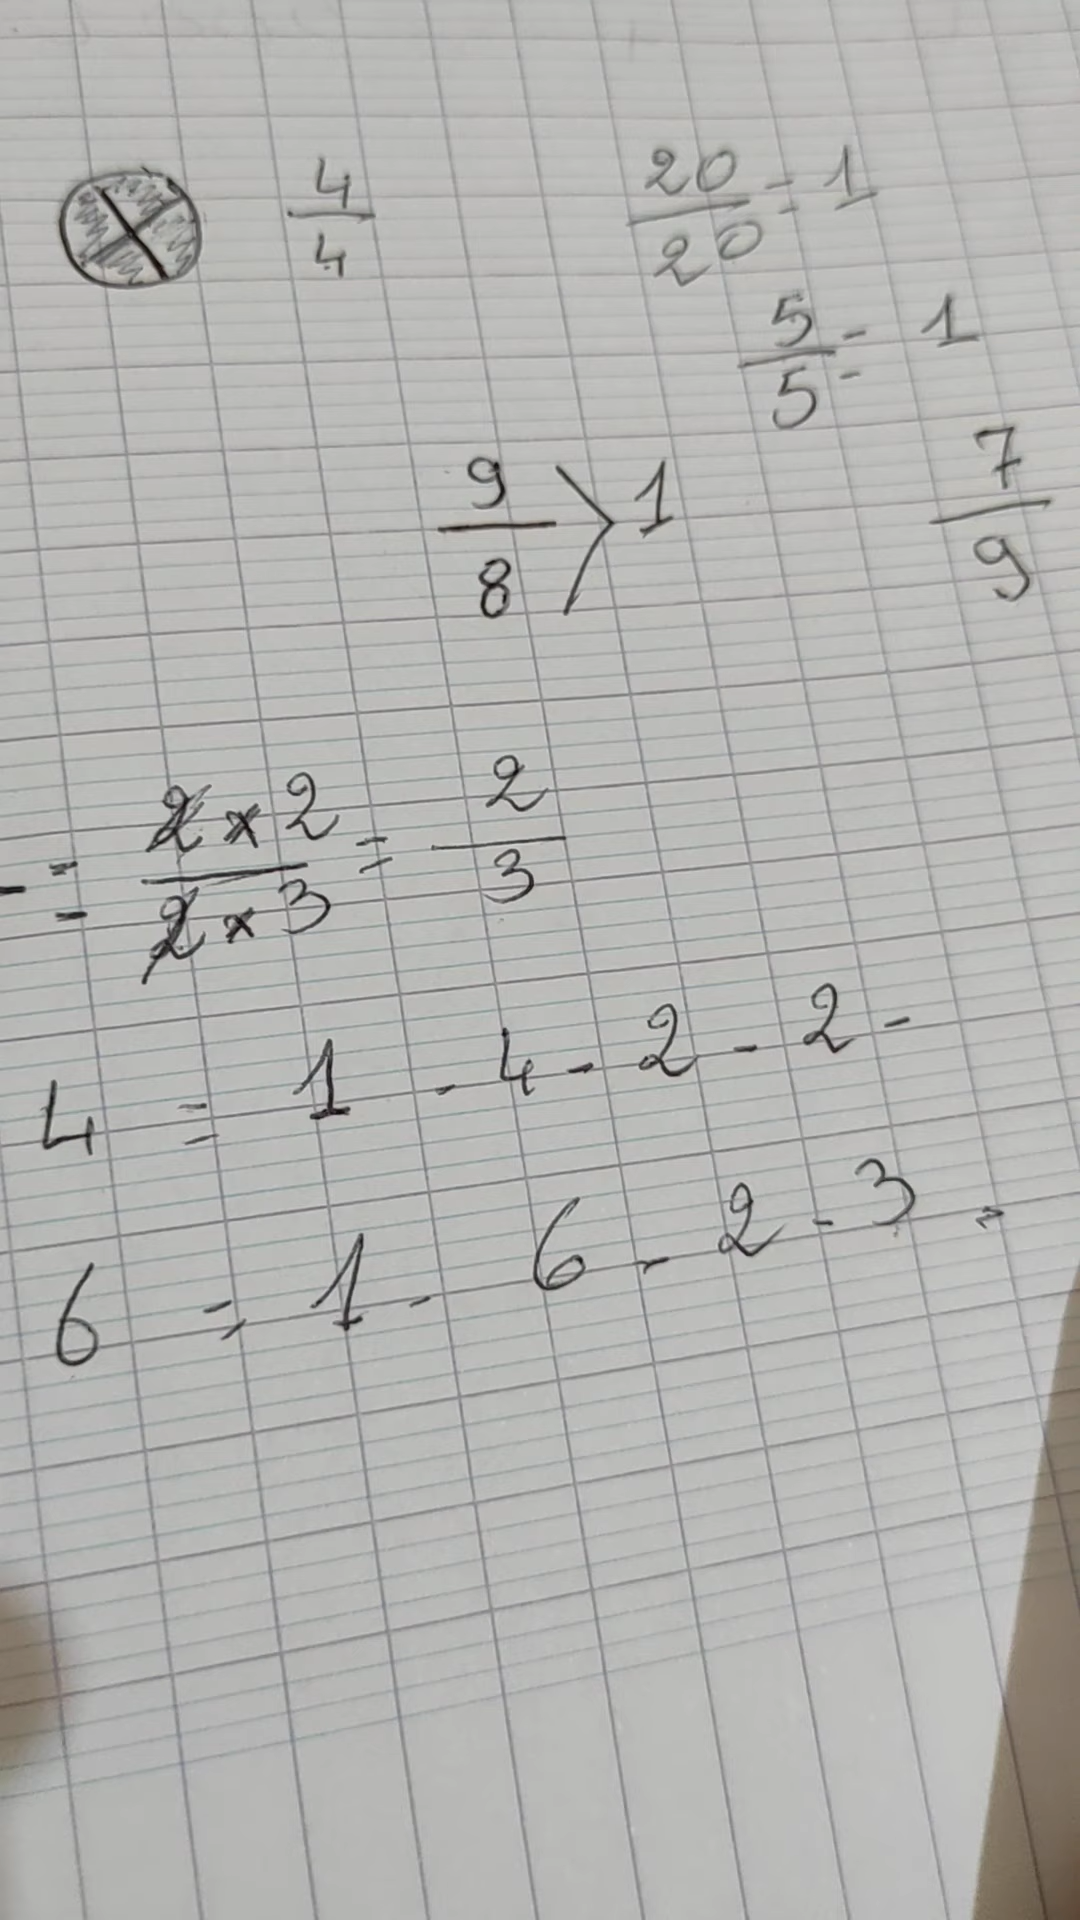 4/4 20/20 = 1
5/5 = 1
9/8 > 1 7/9
- = 2 × 2 / 2 × 3 = 2/3
4 = 1 - 4 - 2 - 2 -
6 = 1 - 6 - 2 - 3 -